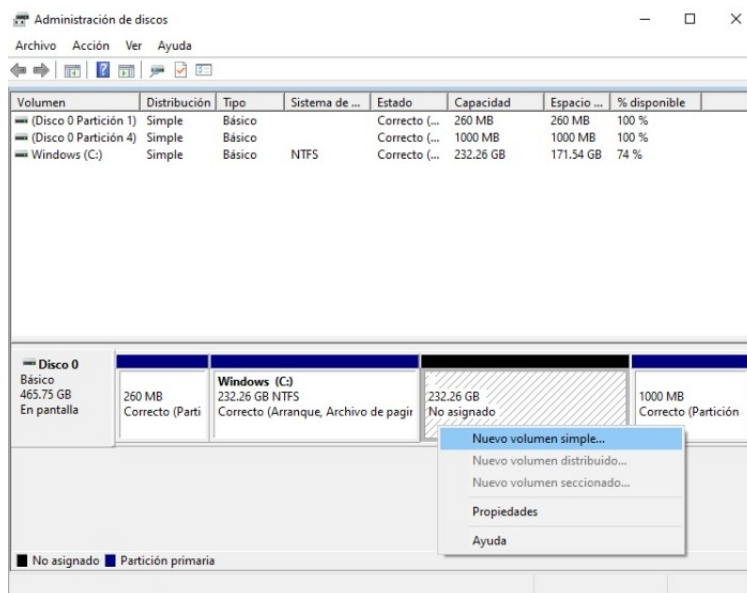 Administración de discos
Archivo Acción Ver Ayuda
Volumen Distribución Tipo Sistema de ... Estado Capacidad Espacio ... % disponible
(Disco 0 Partición 1) Simple Básico Correcto (... 260 MB 260 MB 100 %
(Disco 0 Partición 4) Simple Básico Correcto (... 1000 MB 1000 MB 100 %
Windows (C:) Simple Básico NTFS Correcto (... 232.26 GB 171.54 GB 74 %
Disco 0
Básico
465.75 GB
En pantalla
260 MB
Correcto (Parti
Windows (C:)
232.26 GB NTFS
Correcto (Arranque, Archivo de pagir
232.26 GB
No asignado
1000 MB
Correcto (Partición
Nuevo volumen simple...
Nuevo volumen distribuido...
Nuevo volumen seccionado...
Propiedades
Ayuda
No asignado Partición primaria